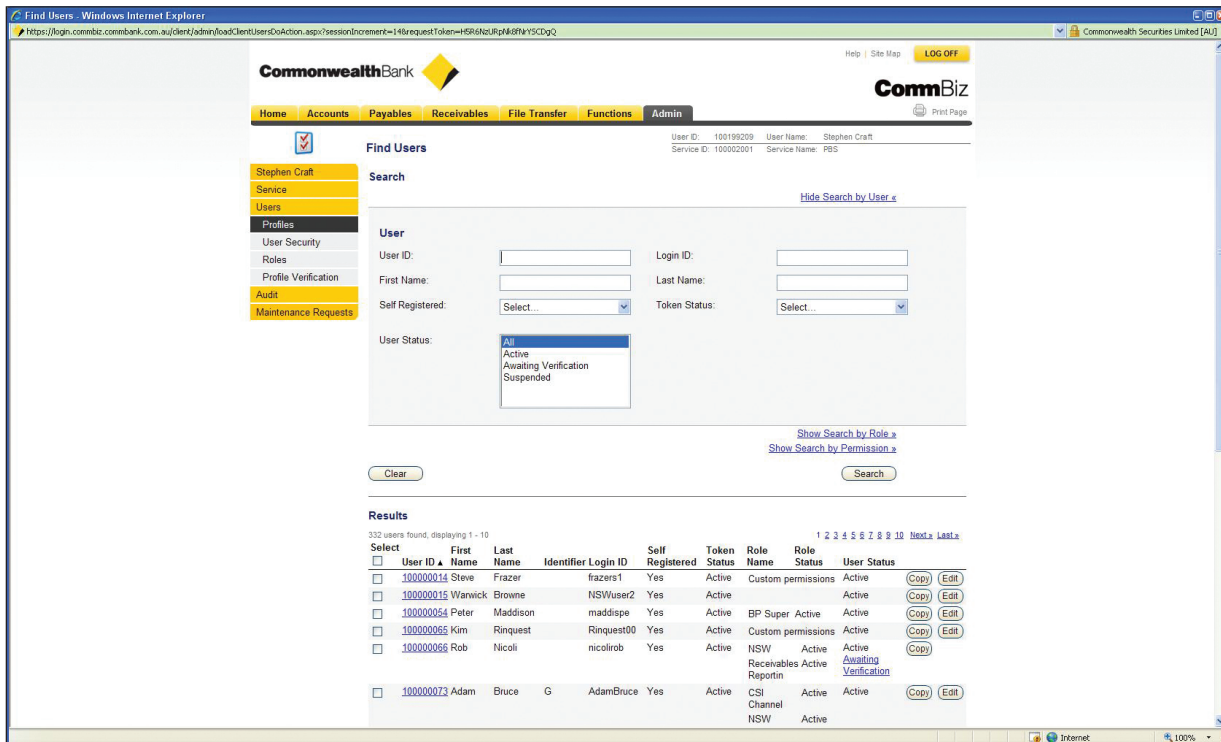 Find Users - Windows Internet Explorer
https://login.commbiz.commbank.com.au/client/admin/loadClientUsersDoAction.aspx?sessionIncrement=14&requestToken=H5R6NzURpNk8fNrYSCDgQ
Commonwealth Securities Limited [AU]
Help | Site Map LOG OFF
CommonwealthBank
CommBiz
Home Accounts Payables Receivables File Transfer Functions Admin
Print Page
User ID: 100199209 User Name: Stephen Craft
Service ID: 100002001 Service Name: PBS
Find Users
Stephen Craft
Service
Users
Profiles
User Security
Roles
Profile Verification
Audit
Maintenance Requests
Search
Hide Search by User «
User
User ID: Login ID:
First Name: Last Name:
Self Registered: Select... Token Status: Select...
User Status: All
Active
Awaiting Verification
Suspended
Show Search by Role »
Show Search by Permission »
Clear Search
Results
332 users found, displaying 1 - 10
1 2 3 4 5 6 7 8 9 10 Next » Last »
Select User ID ▲ First Name Last Name Identifier Login ID Self Registered Token Status Role Name Role Status User Status
100000014 Steve Frazer frazers1 Yes Active Custom permissions Active Copy Edit
100000015 Warwick Browne NSWuser2 Yes Active Active Copy Edit
100000054 Peter Maddison maddispe Yes Active BP Super Active Active Copy Edit
100000065 Kim Rinquest Rinquest00 Yes Active Custom permissions Active Copy Edit
100000066 Rob Nicoli nicolirob Yes Active NSW Active Active Copy
Receivables Active Awaiting
Reportin Verification
100000073 Adam Bruce G AdamBruce Yes Active CSI Active Active Copy Edit
Channel
NSW Active
Internet 100%